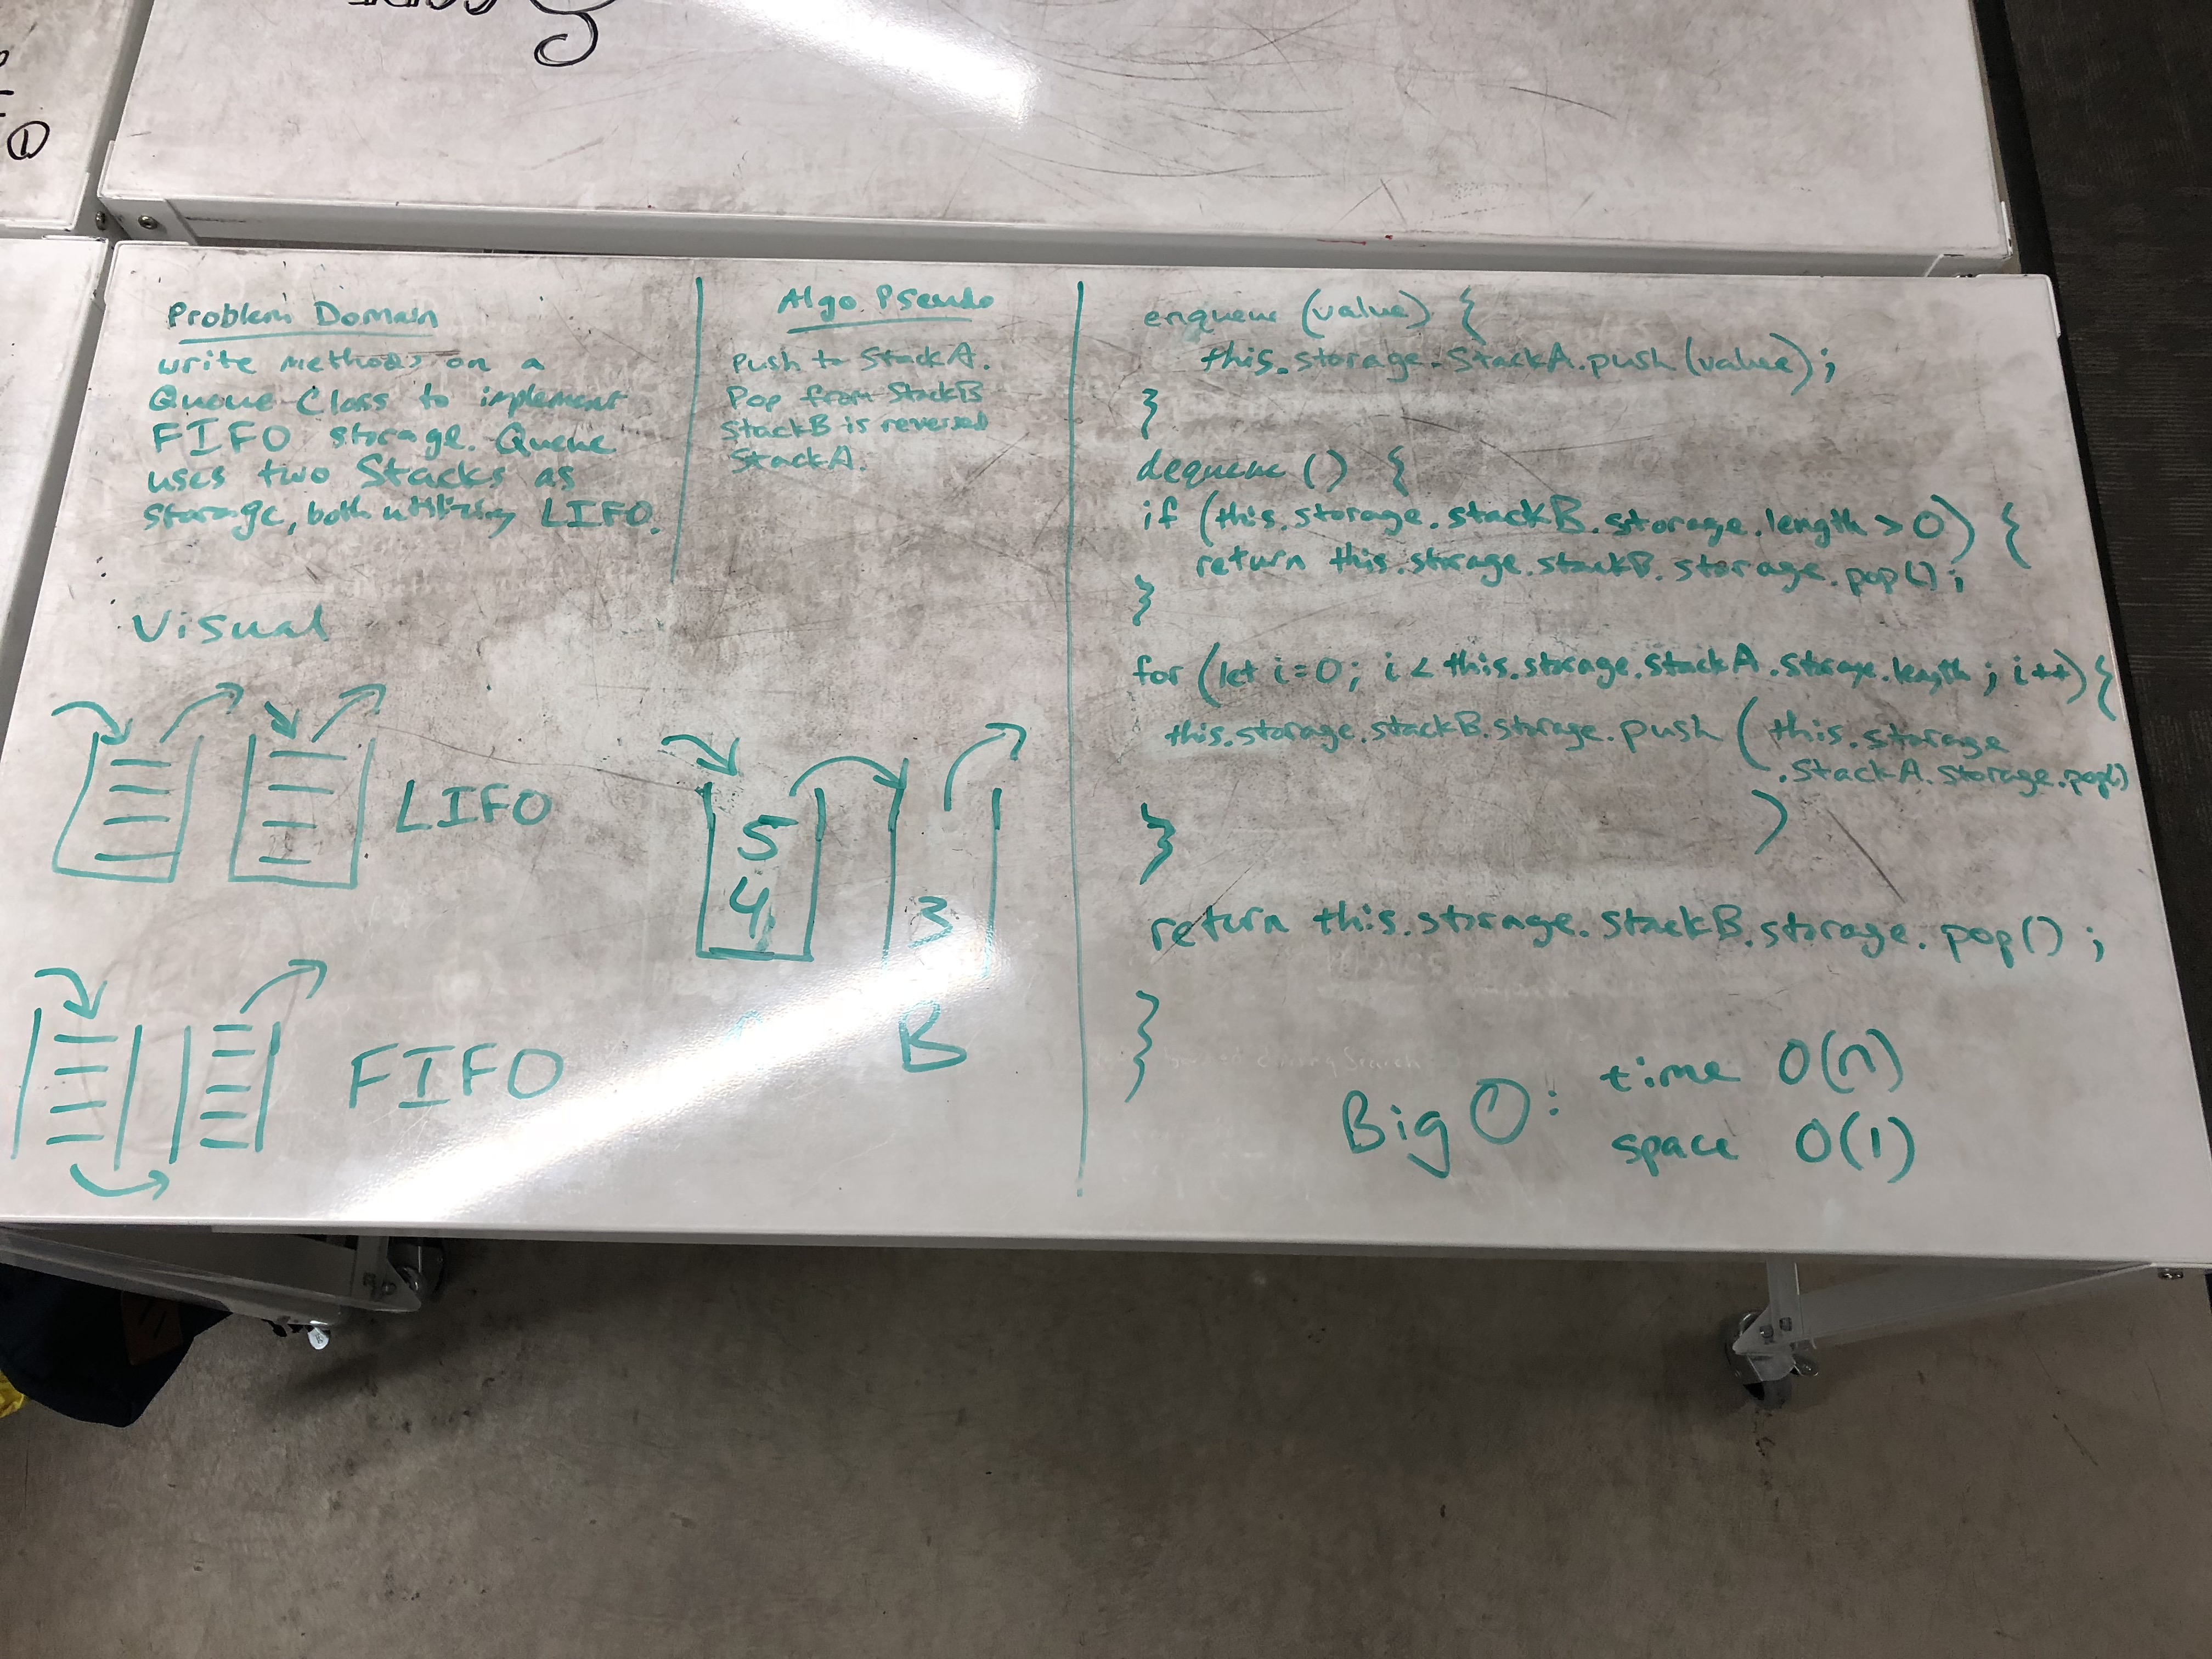 ①
Problem Domain
write methods on a
Queue Class to implement
FIFO storage. Queue
uses two Stacks as
storage, both utilizing LIFO.
Visual
LIFO
FIFO
Algo Pseudo
Push to StackA.
Pop from StackB
StackB is reversed
StackA.
5
4
3
B
enqueue (value) {
this.storage.StackA.push(value);
}
dequeue () {
if (this.storage.stackB.storage.length > 0) {
return this.storage.stackB.storage.pop();
}
for (let i=0; i < this.storage.stackA.storage.length; i++){
this.storage.stackB.storage.push (this.storage
.StackA.storage.pop()
)
}
return this.storage.stackB.storage.pop();
}
Big O: time O(n)
space O(1)